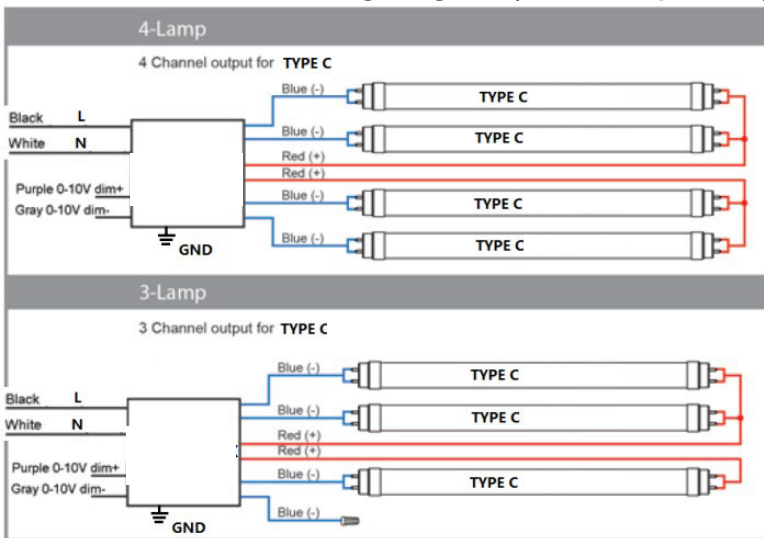 4-Lamp
4 Channel output for TYPE C
Blue (-)
TYPE C
Black L
Blue (-)
TYPE C
White N
Red (+)
Red (+)
Purple 0-10V dim+
Blue (-)
TYPE C
Gray 0-10V dim-
Blue (-)
TYPE C
GND
3-Lamp
3 Channel output for TYPE C
Blue (-)
TYPE C
Black L
Blue (-)
TYPE C
White N
Red (+)
Red (+)
Purple 0-10V dim+
Blue (-)
TYPE C
Gray 0-10V dim-
Blue (-)
GND